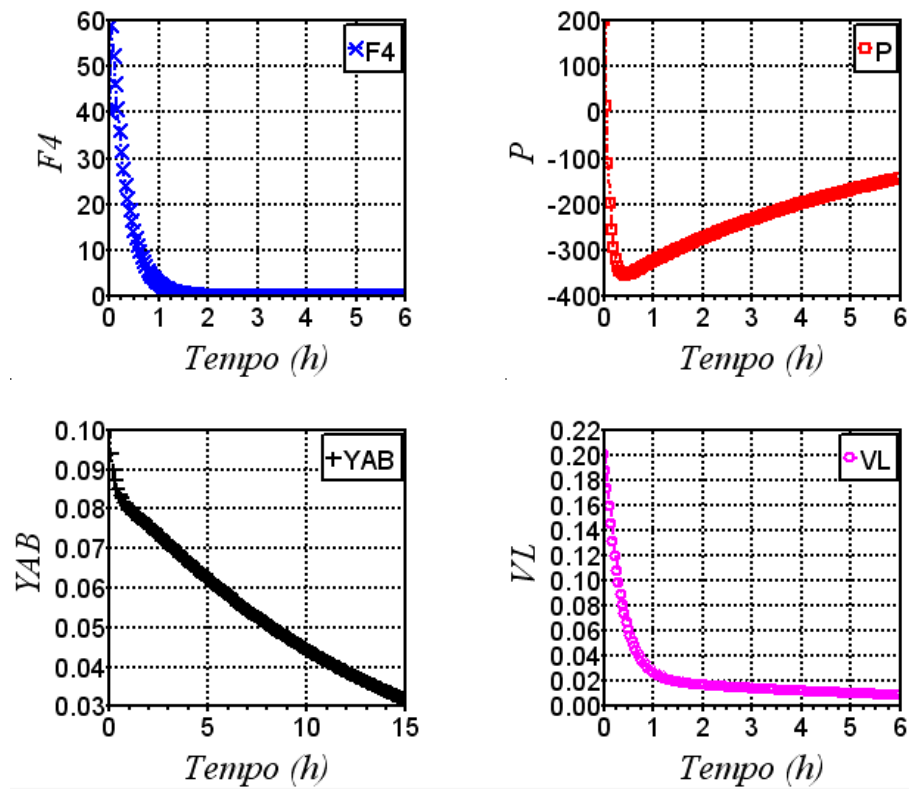 60
50
40
30
20
10
0
F4
F4
0 1 2 3 4 5 6
Tempo (h)
200
100
0
-100
-200
-300
-400
P
P
0 1 2 3 4 5 6
Tempo (h)
0.10
0.09
0.08
0.07
0.06
0.05
0.04
0.03
YAB
YAB
0 5 10 15
Tempo (h)
0.22
0.20
0.18
0.16
0.14
0.12
0.10
0.08
0.06
0.04
0.02
0.00
VL
VL
0 1 2 3 4 5 6
Tempo (h)